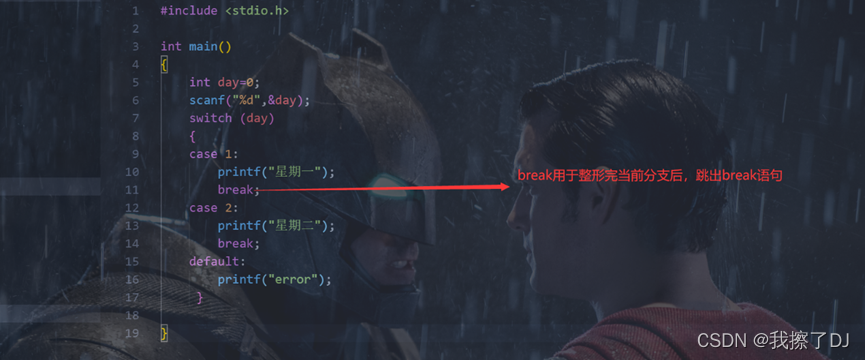 1 #include <stdio.h>
2
3 int main()
4 {
5 int day=0;
6 scanf("%d",&day);
7 switch (day)
8 {
9 case 1:
10 printf("星期一");
11 break;
break用于整形完当前分支后，跳出break语句
12 case 2:
13 printf("星期二");
14 break;
15 default:
16 printf("error");
17 }
18
19 }
CSDN @我擦了DJ